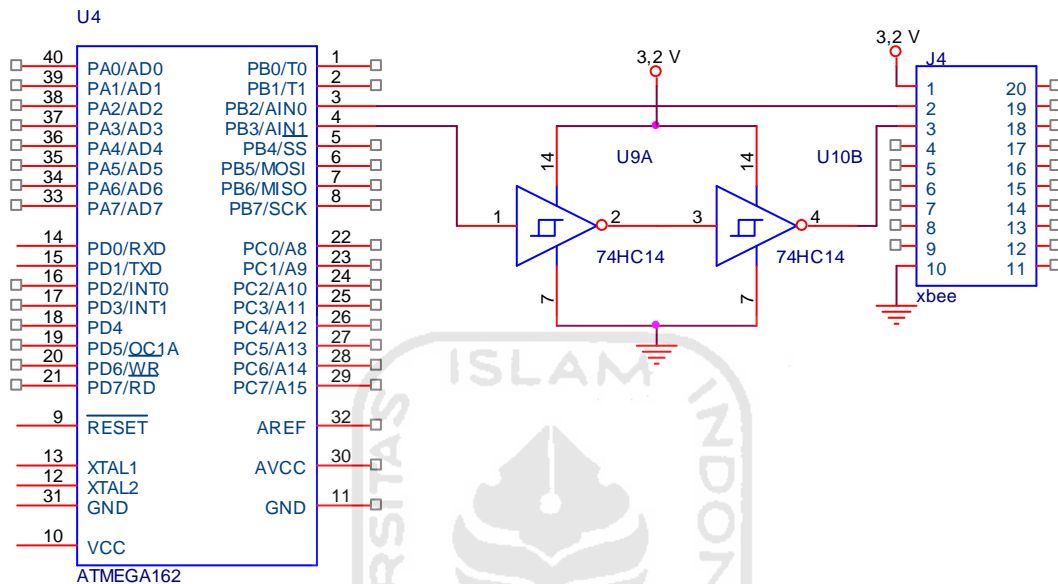 U4
40 PA0/AD0 PB0/T0 1
39 PA1/AD1 PB1/T1 2
38 PA2/AD2 PB2/AIN0 3
37 PA3/AD3 PB3/AIN1 4
36 PA4/AD4 PB4/SS 5
35 PA5/AD5 PB5/MOSI 6
34 PA6/AD6 PB6/MISO 7
33 PA7/AD7 PB7/SCK 8
14 PD0/RXD PC0/A8 22
15 PD1/TXD PC1/A9 23
16 PD2/INT0 PC2/A10 24
17 PD3/INT1 PC3/A11 25
18 PD4 PC4/A12 26
19 PD5/OC1A PC5/A13 27
20 PD6/WR PC6/A14 28
21 PD7/RD PC7/A15 29
9 RESET AREF 32
13 XTAL1 AVCC 30
12 XTAL2
31 GND GND 11
10 VCC
ATMEGA162
3,2 V
14 U9A 14 U10B
1 2 3 4
74HC14 74HC14
7 7
3,2 V
J4
1 20
2 19
3 18
4 17
5 16
6 15
7 14
8 13
9 12
10 11
xbee
ISLAM
INDON
RSITAS